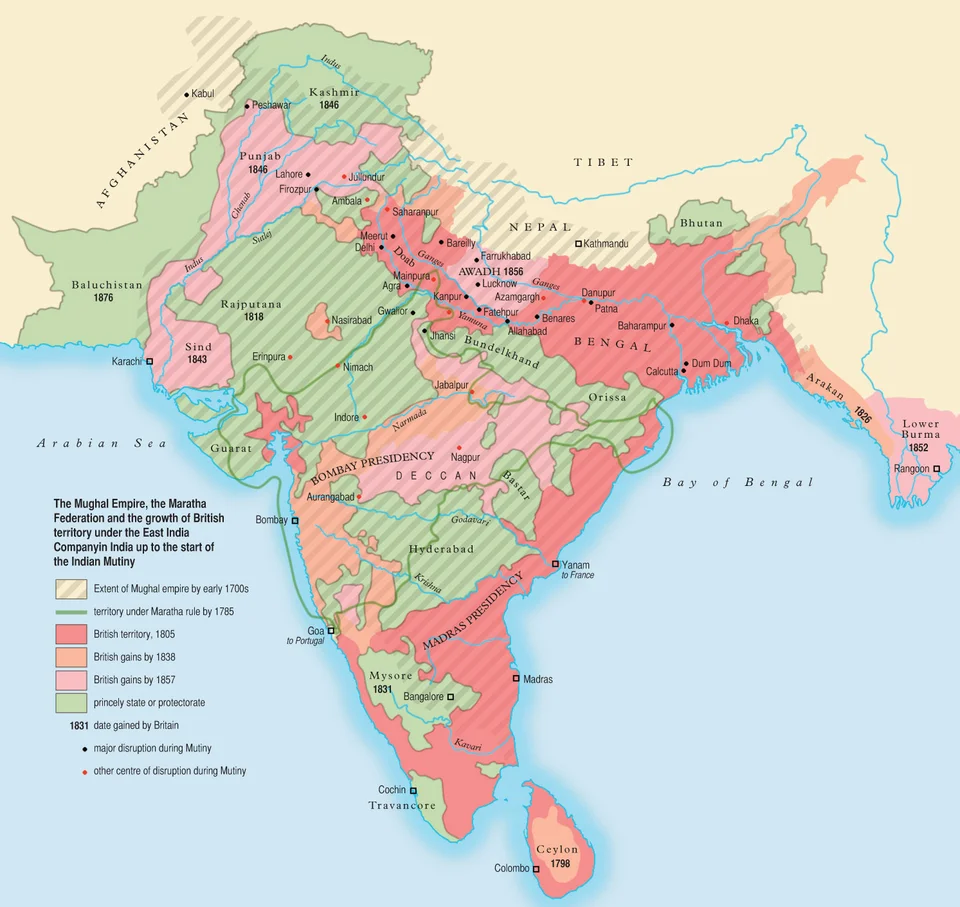 Indus
Kabul
Kashmir
1846
Peshawar
AFGHANISTAN
Punjab
1846
Lahore
Jullundur
Firozpur
TIBET
Chenab
Ambala
Saharanpur
Sutlej
Meerut
Delhi
Doab
Bareilly
NEPAL
Kathmandu
Bhutan
Indus
Ganges
Farrukhabad
AWADH 1856
Baluchistan
1876
Mainpura
Agra
Lucknow
Ganges
Rajputana
1818
Kanpur
Azamgargh
Danupur
Patna
Gwalior
Yamuna
Fatehpur
Benares
Allahabad
Nasirabad
Jhansi
Bundelkhand
BENGAL
Baharampur
Dhaka
Sind
1843
Karachi
Erinpura
Nimach
Dum Dum
Calcutta
Jabalpur
Orissa
Arakan
1826
Indore
Narmada
Lower
Burma
1852
Arabian Sea
Guarat
BOMBAY PRESIDENCY
Nagpur
DECCAN
Bastar
Rangoon
Bay of Bengal
Aurangabad
Bombay
Godavari
Hyderabad
Yanam
to France
Krishna
MADRAS PRESIDENCY
Goa
to Portugal
Mysore
1831
Bangalore
Madras
Kavari
Cochin
Travancore
Ceylon
1798
Colombo
The Mughal Empire, the Maratha
Federation and the growth of British
territory under the East India
Companyin India up to the start of
the Indian Mutiny
Extent of Mughal empire by early 1700s
territory under Maratha rule by 1785
British territory, 1805
British gains by 1838
British gains by 1857
princely state or protectorate
1831 date gained by Britain
major disruption during Mutiny
other centre of disruption during Mutiny